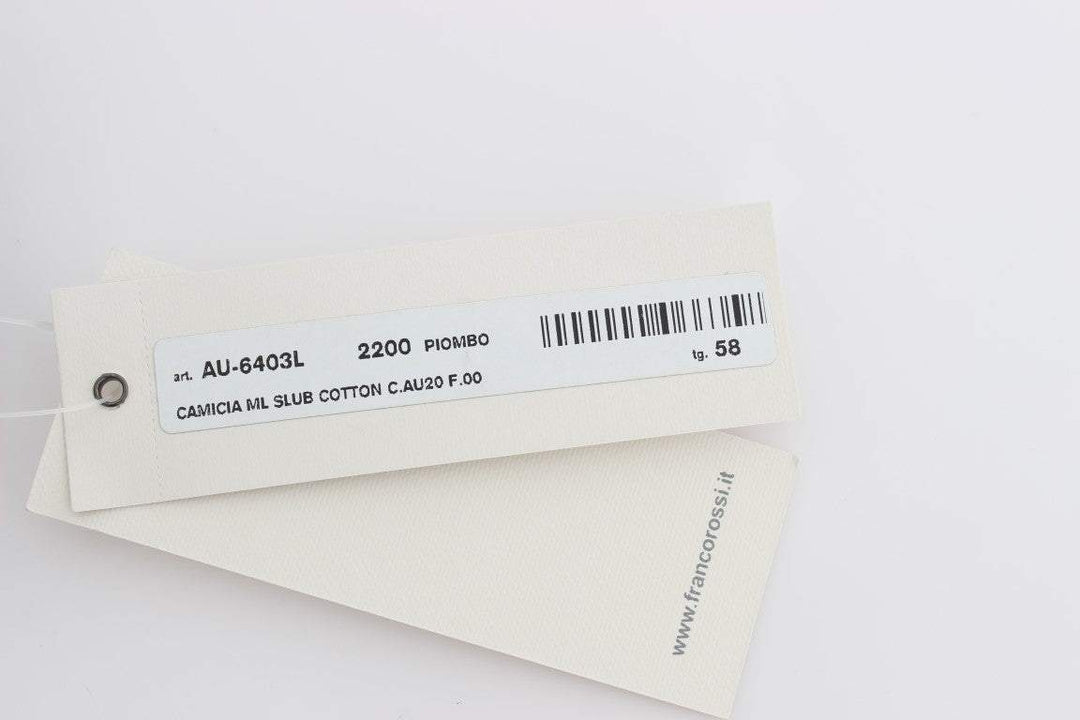 art. AU-6403L 2200 PIOMBO
CAMICIA ML SLUB COTTON C.AU20 F.00
tg. 58
www.francorossi.it